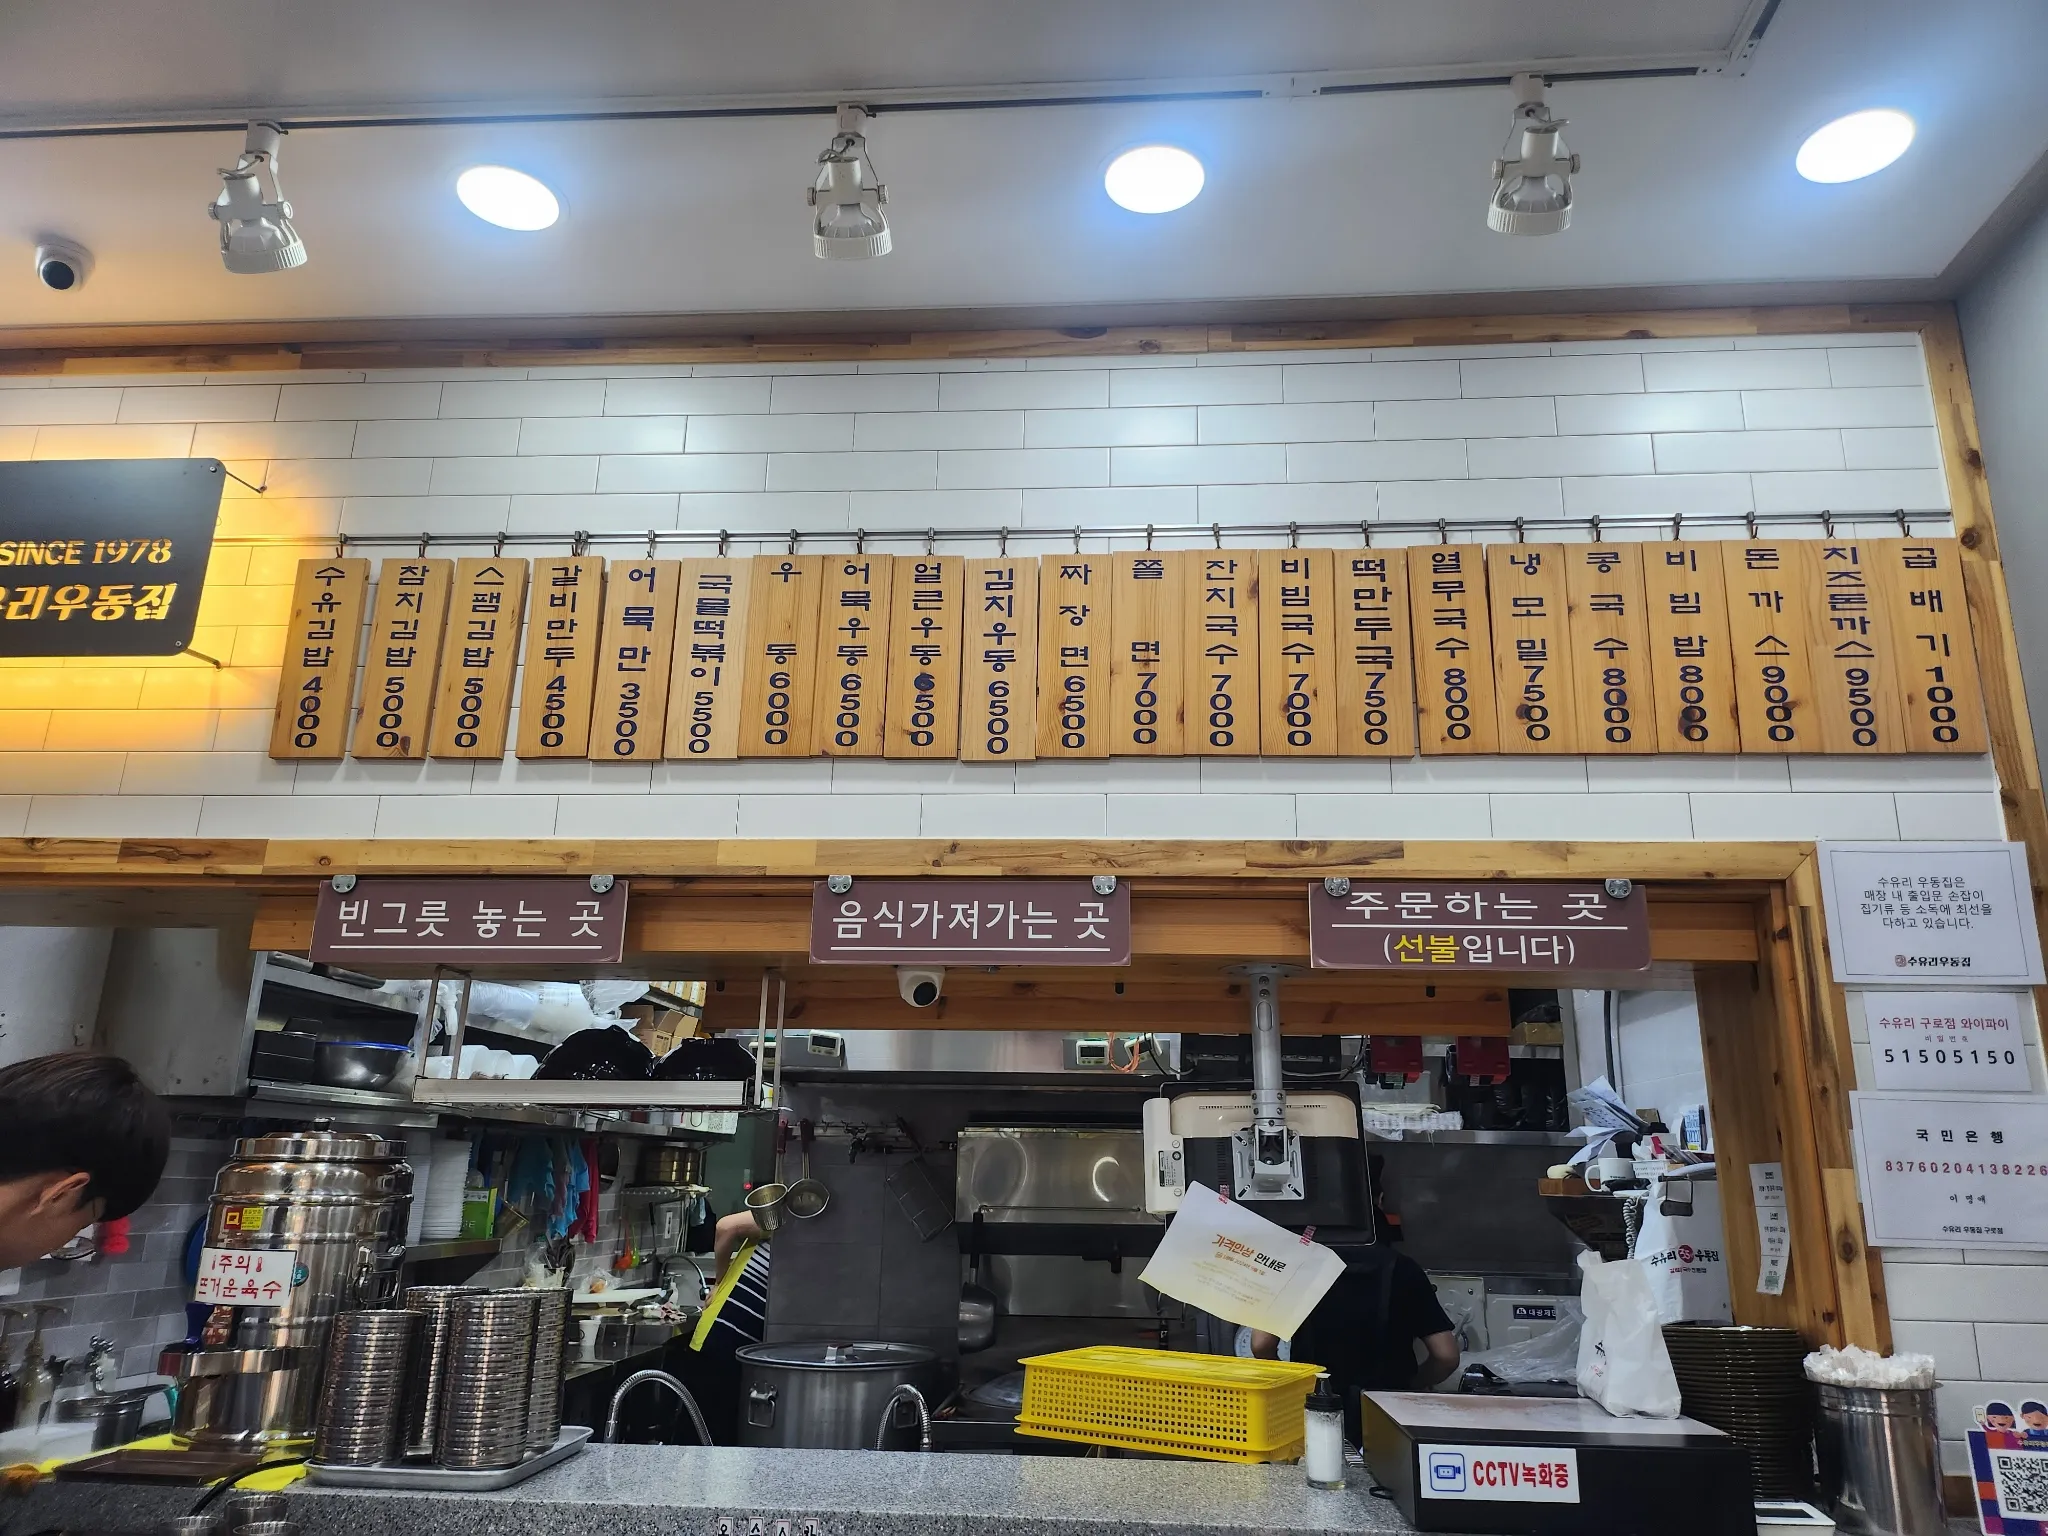 SINCE 1978
리우동집
수유김밥 4000
참치김밥 5000
스팸김밥 5000
갈비만두 4500
어묵만 3500
국물떡볶이 5500
우동 6000
어묵우동 6500
얼큰우동 6500
김치우동 6500
짜장면 6500
쫄면 7000
잔치국수 7000
비빔국수 7000
떡만두국 7500
열무국수 8000
냉모밀 7500
콩국수 8000
비빔밥 8000
돈까스 9000
치즈돈까스 9500
곱배기 1000
빈그릇 놓는 곳
음식가져가는 곳
주문하는 곳
(선불입니다)
수유리 우동집은
매장 내 출입문 손잡이
집기류 등 소독에 최선을
다하고 있습니다.
수유리우동집
수유리 구로점 와이파이
비밀번호
51505150
국민은행
83760204138226
이명애
수유리 우동집 구로점
!주의!
뜨거운육수
가격인상 안내문
수유리 우동집
CCTV녹화중